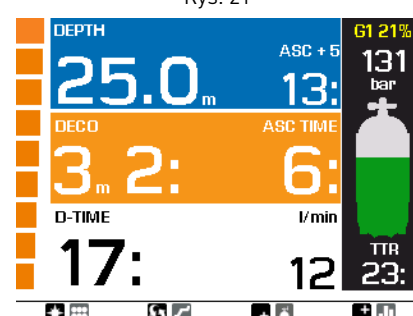 Rys. 21
DEPTH
ASC + 5
G1 21%
25.0 m
13:
131
bar
DECO
ASC TIME
3 m 2:
6:
D-TIME
l/min
17:
12
TTR
23: